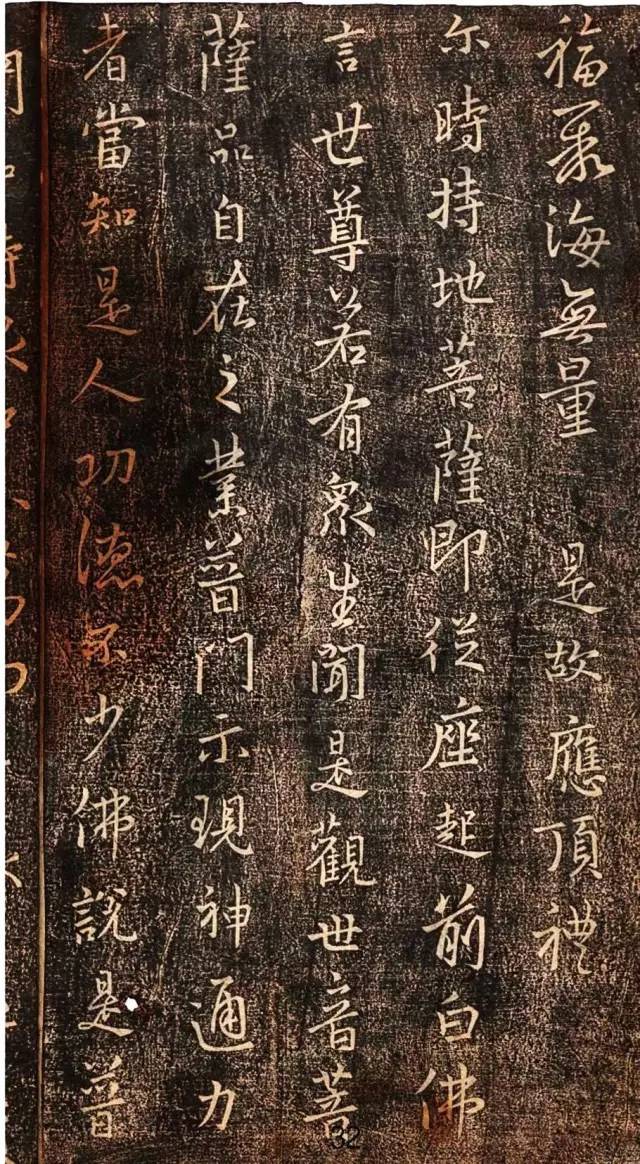 福聚海無量 是故應頂禮
尒時持地菩薩即從座起前白佛
言世尊若有眾生聞是觀世音菩
薩品自在之業普門示現神通力
者當知是人功德不少佛說是普
32